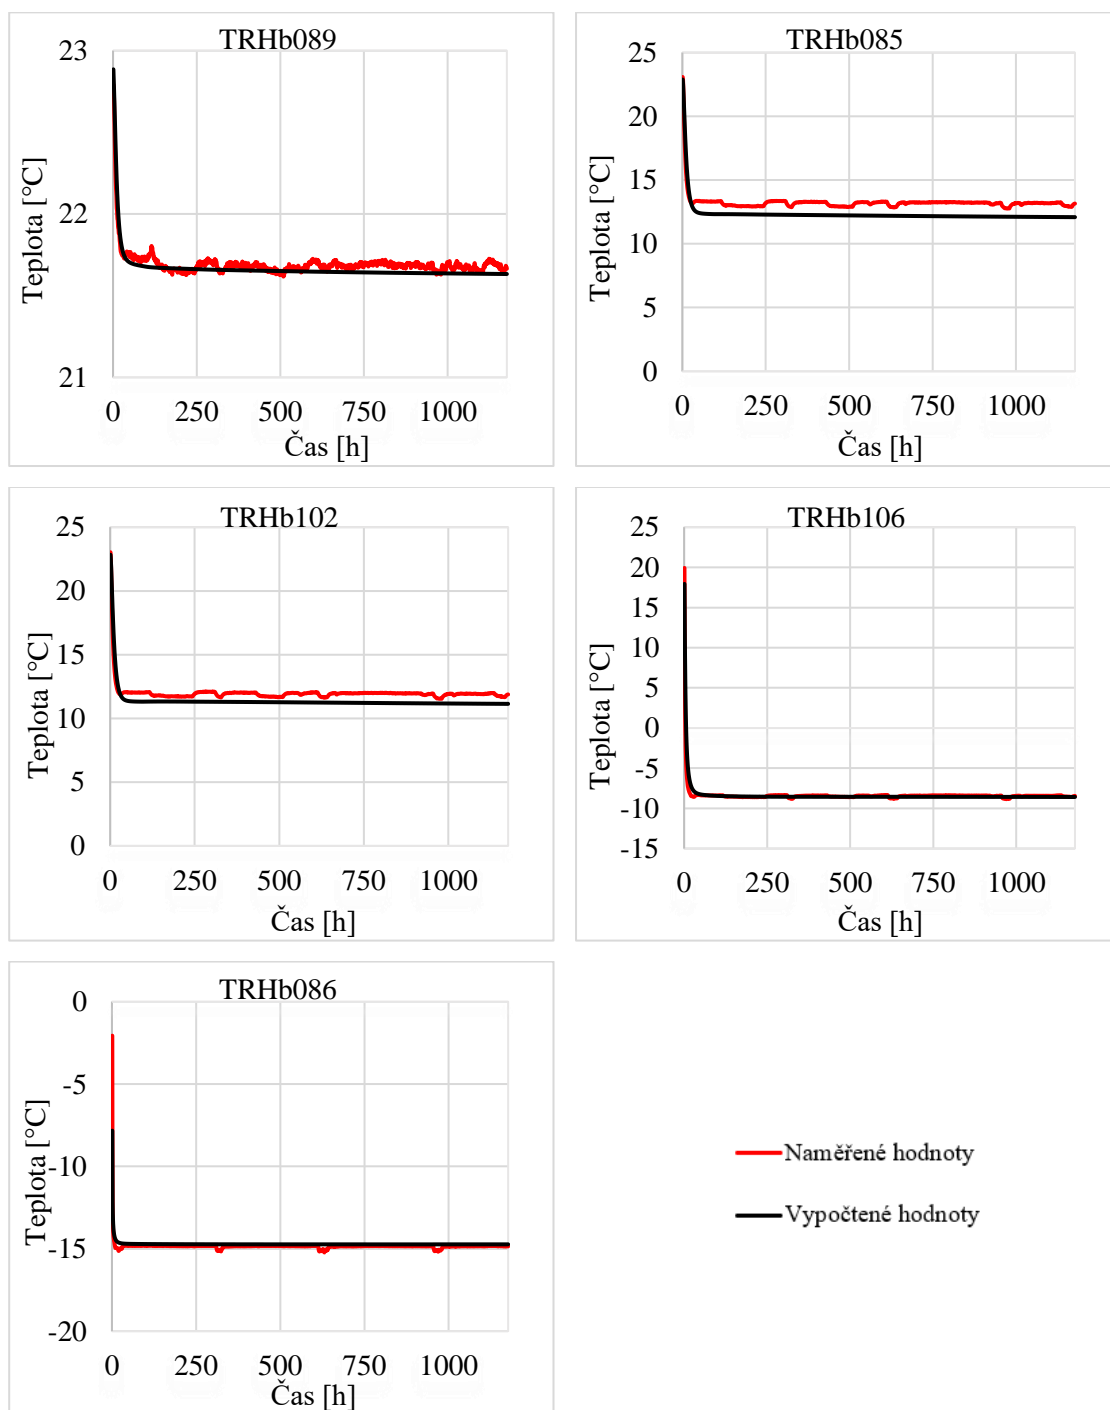 TRHb089
23
22
21
Teplota [°C]
0 250 500 750 1000
Čas [h]
TRHb085
25
20
15
10
5
0
Teplota [°C]
0 250 500 750 1000
Čas [h]
TRHb102
25
20
15
10
5
0
Teplota [°C]
0 250 500 750 1000
Čas [h]
TRHb106
25
20
15
10
5
0
-5
-10
-15
Teplota [°C]
0 250 500 750 1000
Čas [h]
TRHb086
0
-5
-10
-15
-20
Teplota [°C]
0 250 500 750 1000
Čas [h]
Naměřené hodnoty
Vypočtené hodnoty